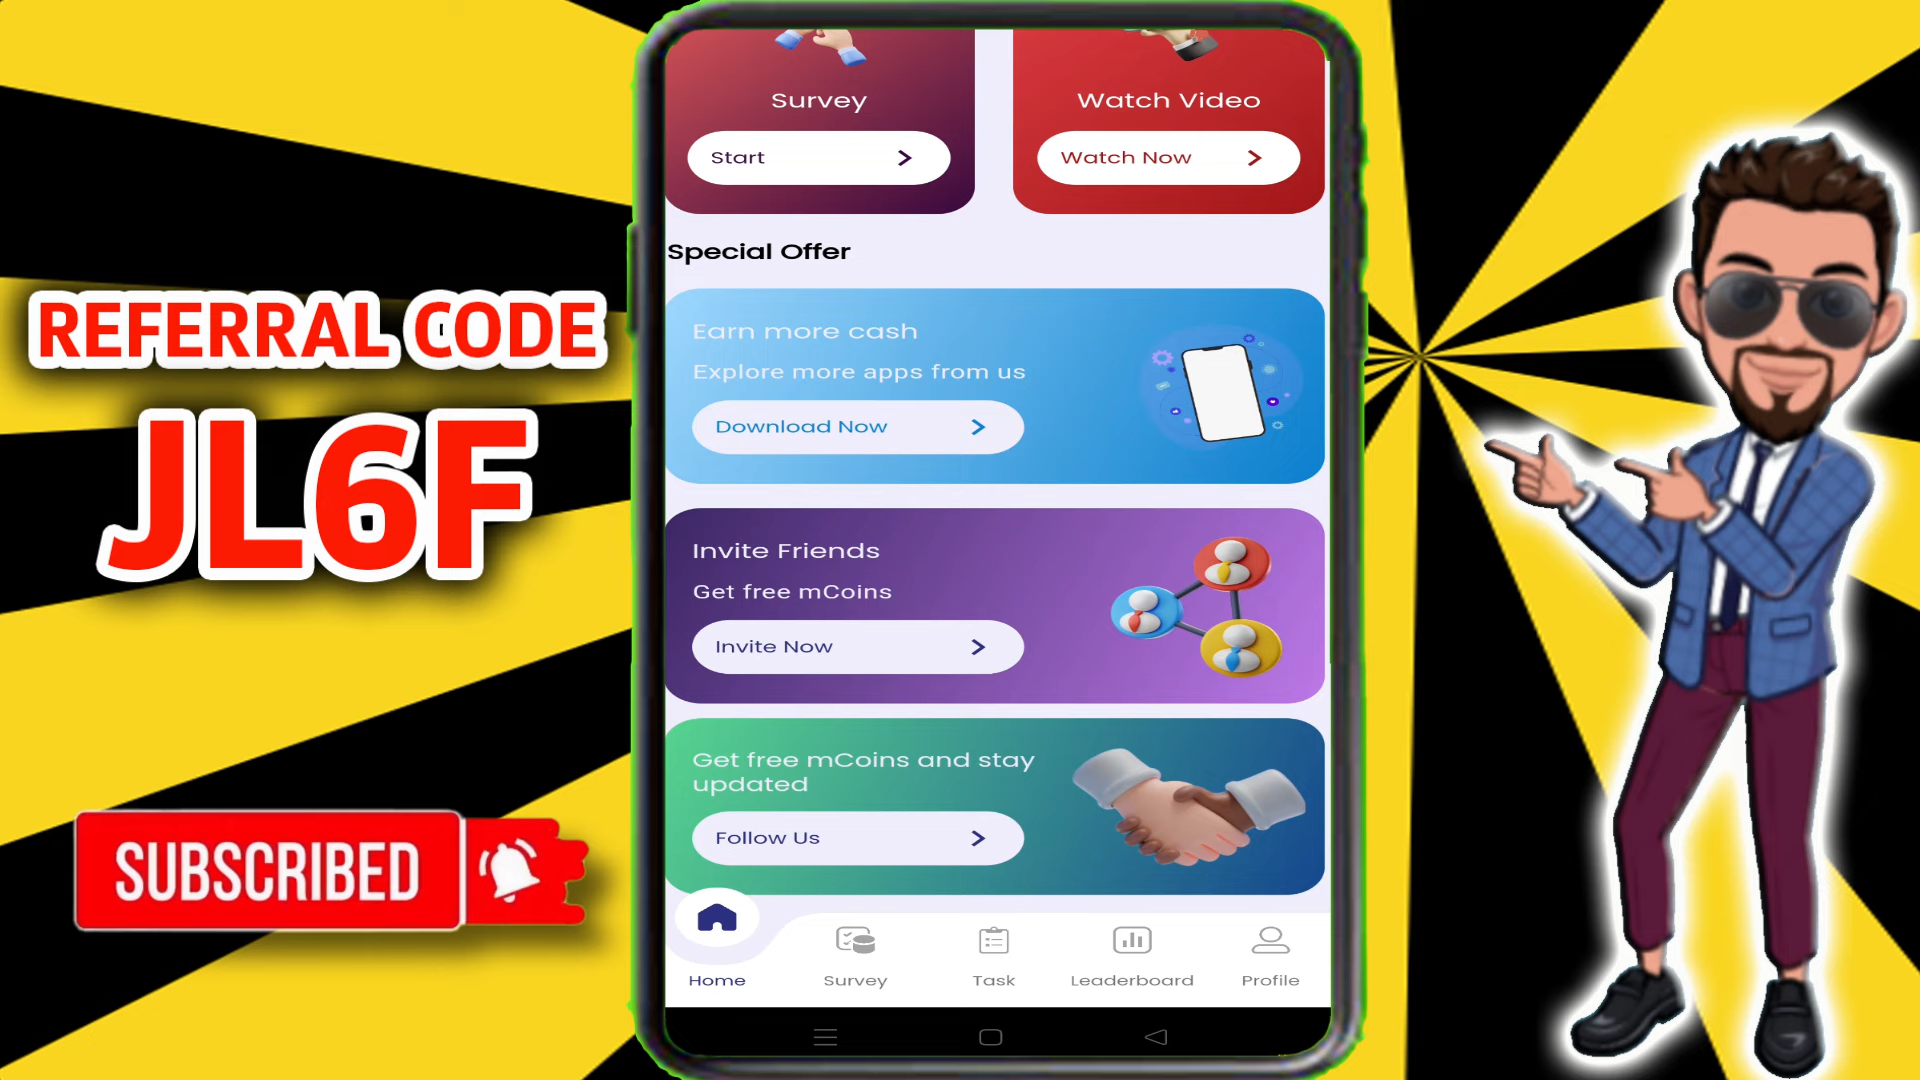 REFERRAL CODE
JL6F
SUBSCRIBED
Survey
Start
Watch Video
Watch Now
Special Offer
Earn more cash
Explore more apps from us
Download Now
Invite Friends
Get free mCoins
Invite Now
Get free mCoins and stay
updated
Follow Us
Home
Survey
Task
Leaderboard
Profile